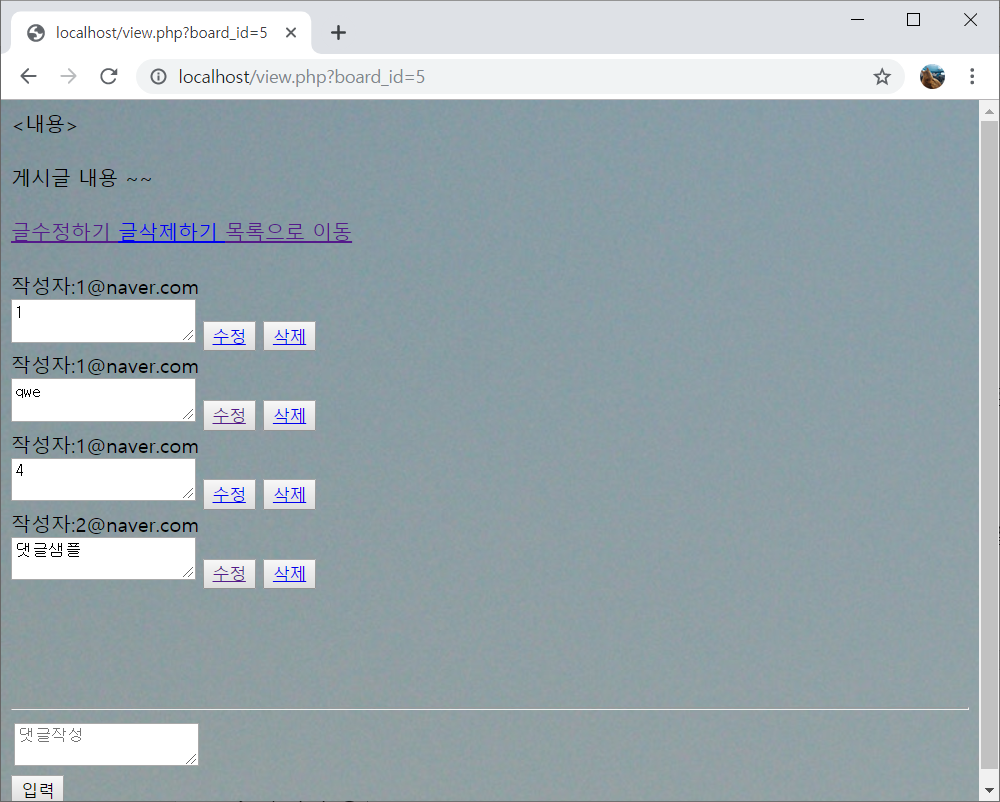 localhost/view.php?board_id=5
localhost/view.php?board_id=5
<내용>
게시글 내용 ~~
글수정하기 글삭제하기 목록으로 이동
작성자:1@naver.com
1 수정 삭제
작성자:1@naver.com
qwe 수정 삭제
작성자:1@naver.com
4 수정 삭제
작성자:2@naver.com
댓글샘플 수정 삭제
댓글작성
입력